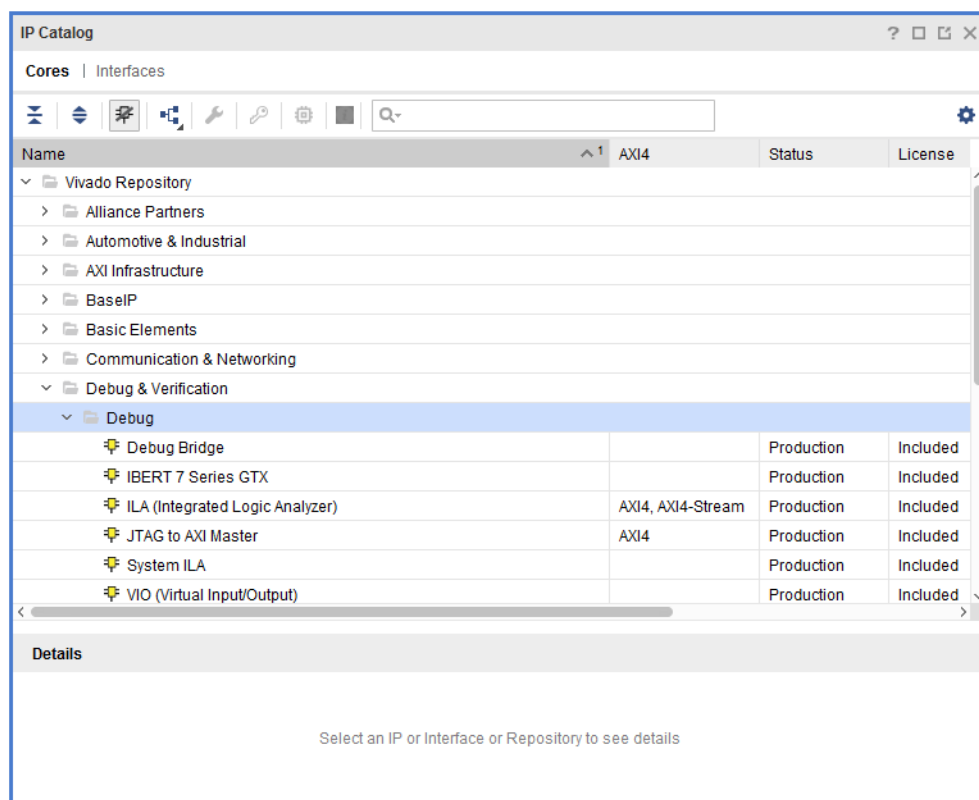 IP Catalog
Cores | Interfaces
Name 1 AXI4 Status License
Vivado Repository
Alliance Partners
Automotive & Industrial
AXI Infrastructure
BaseIP
Basic Elements
Communication & Networking
Debug & Verification
Debug
Debug Bridge Production Included
IBERT 7 Series GTX Production Included
ILA (Integrated Logic Analyzer) AXI4, AXI4-Stream Production Included
JTAG to AXI Master AXI4 Production Included
System ILA Production Included
VIO (Virtual Input/Output) Production Included
Details
Select an IP or Interface or Repository to see details